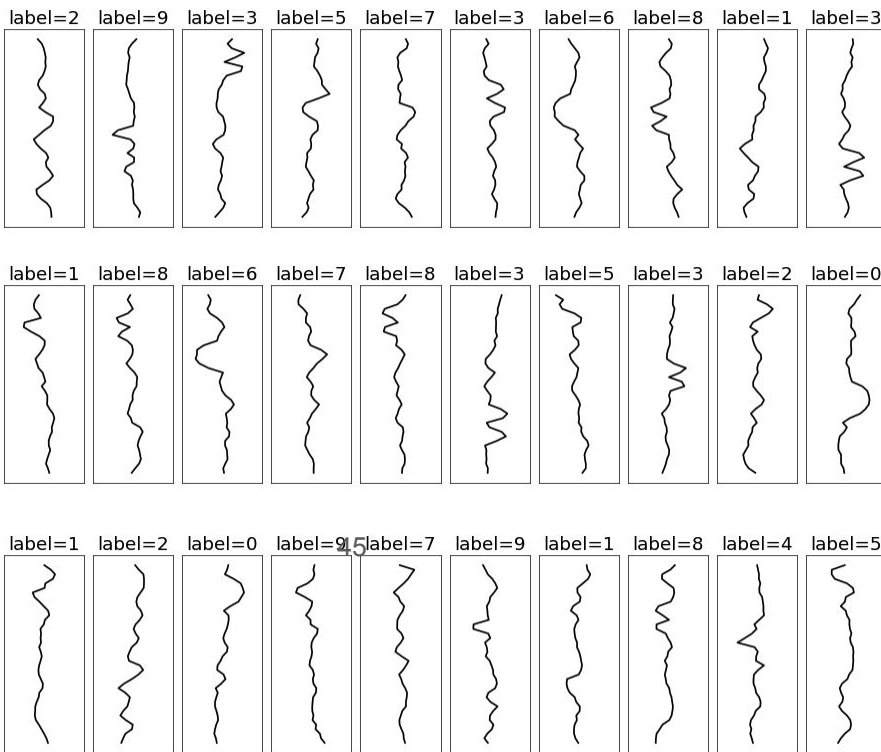 label=2 label=9 label=3 label=5 label=7 label=3 label=6 label=8 label=1 label=3
label=1 label=8 label=6 label=7 label=8 label=3 label=5 label=3 label=2 label=0
label=1 label=2 label=0 label=9 45 label=7 label=9 label=1 label=8 label=4 label=5